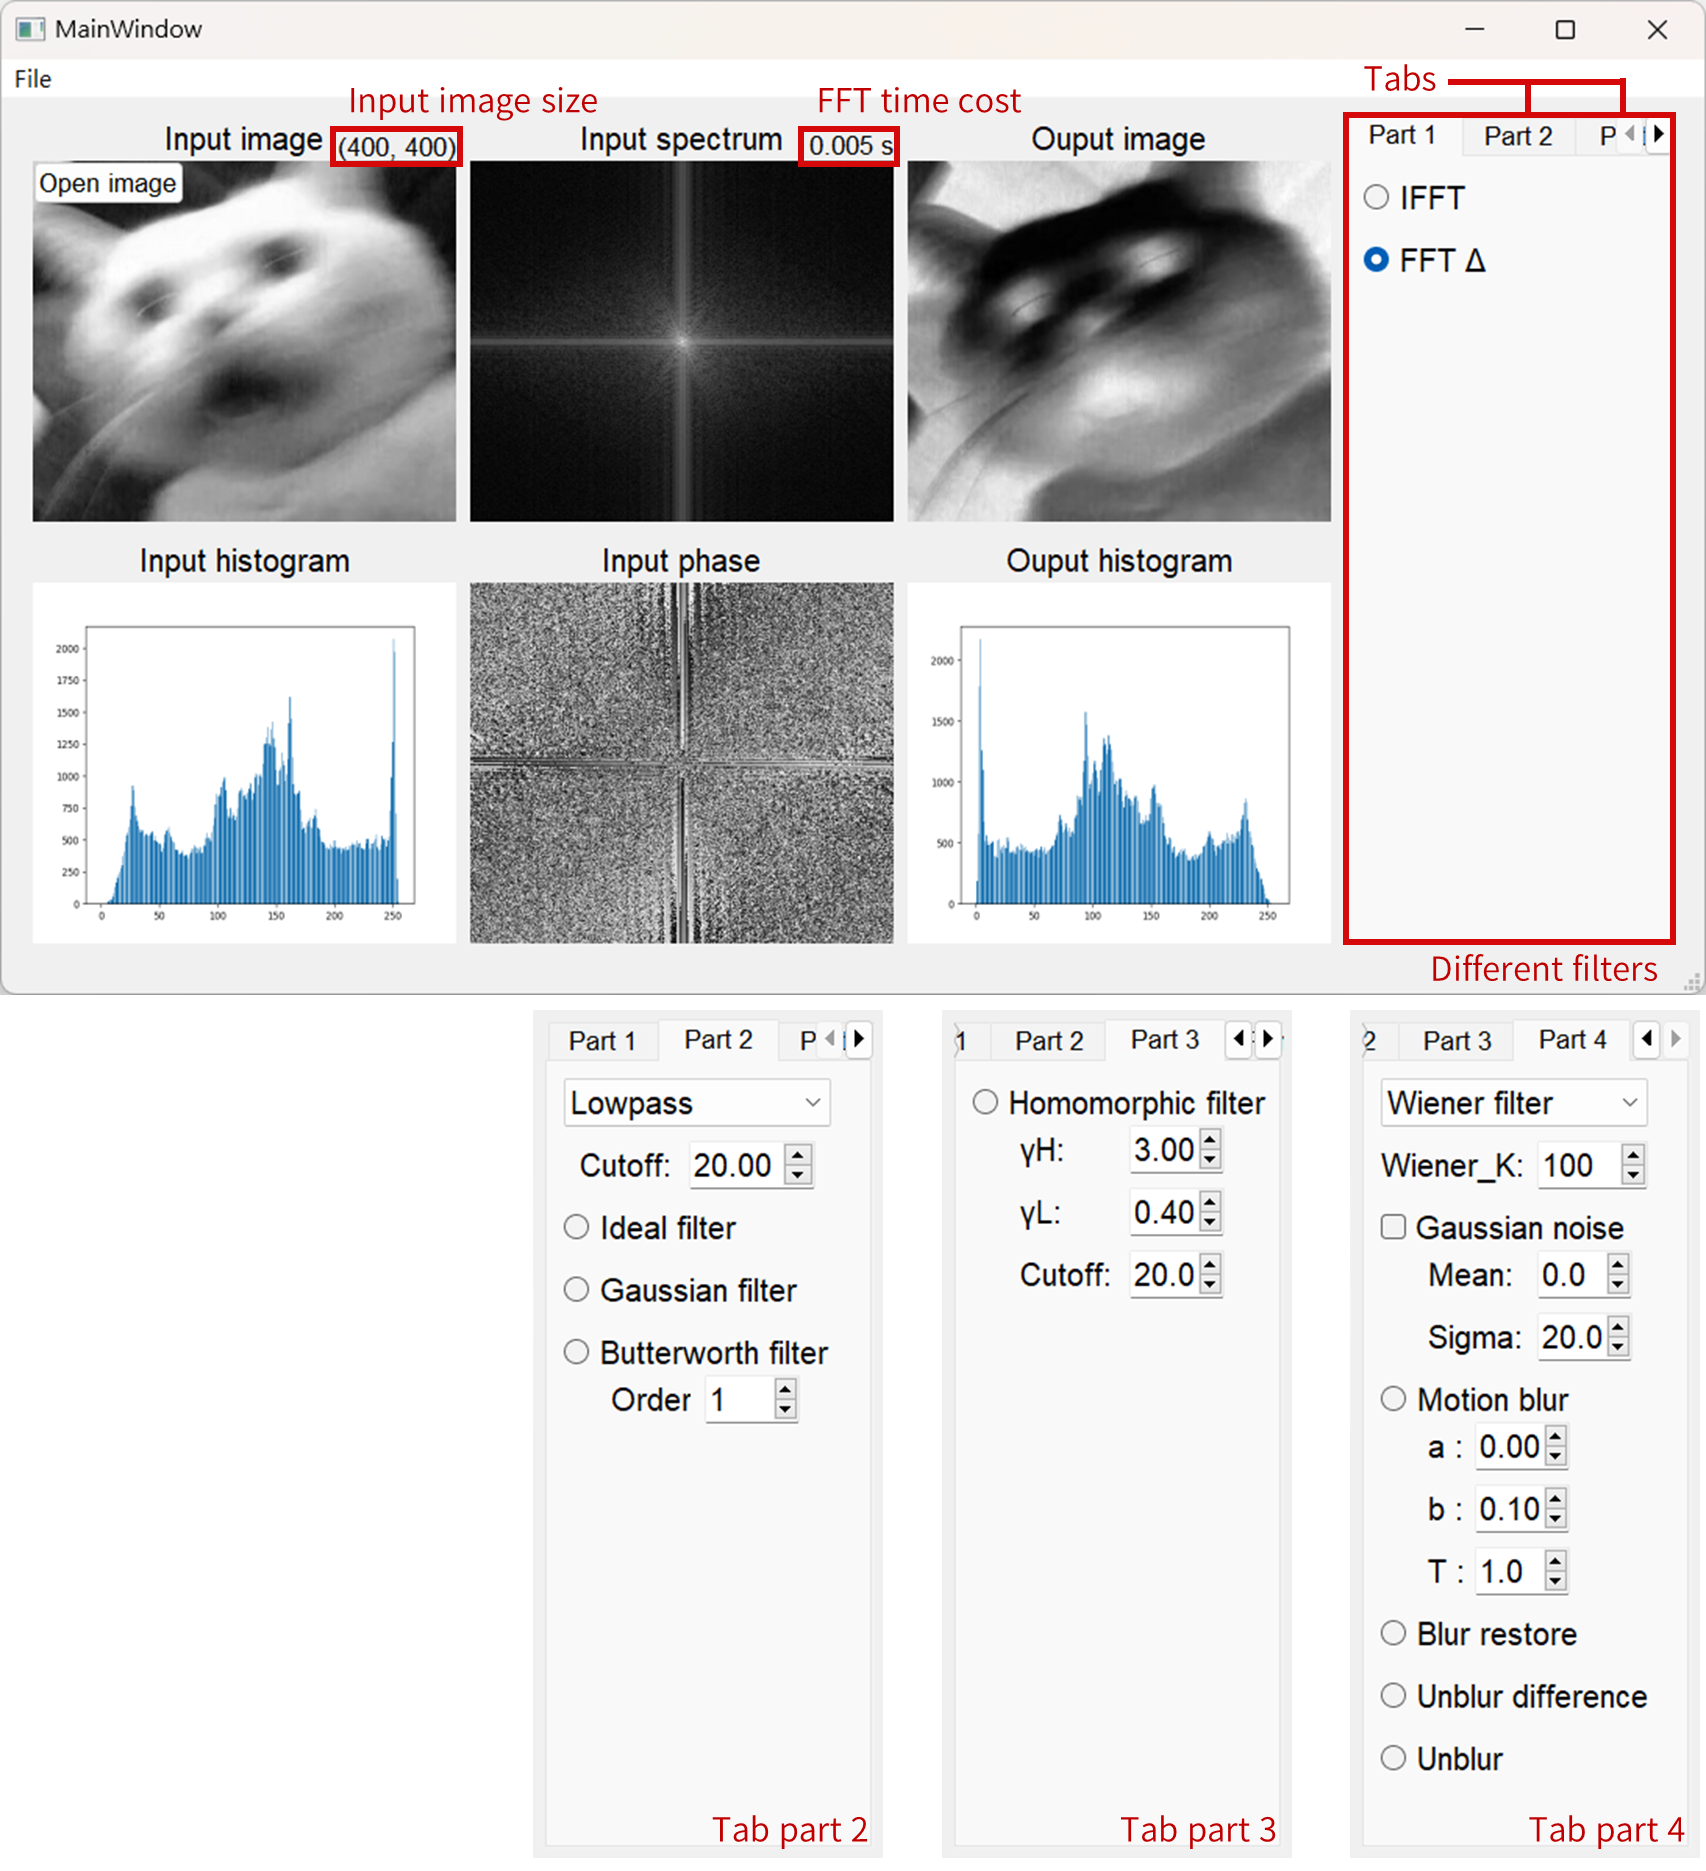 MainWindow
File
Input image size
FFT time cost
Tabs
Input image (400, 400)
Input spectrum 0.005 s
Ouput image
Part 1 Part 2 P
Open image
IFFT
FFT Δ
Input histogram
Input phase
Ouput histogram
2000
1750
1500
1250
1000
750
500
250
0
0 50 100 150 200 250
2000
1500
1000
500
0
0 50 100 150 200 250
Different filters
Part 1 Part 2 P
Lowpass
Cutoff: 20.00
Ideal filter
Gaussian filter
Butterworth filter
Order 1
Tab part 2
1 Part 2 Part 3
Homomorphic filter
γH: 3.00
γL: 0.40
Cutoff: 20.0
Tab part 3
2 Part 3 Part 4
Wiener filter
Wiener_K: 100
Gaussian noise
Mean: 0.0
Sigma: 20.0
Motion blur
a : 0.00
b : 0.10
T : 1.0
Blur restore
Unblur difference
Unblur
Tab part 4